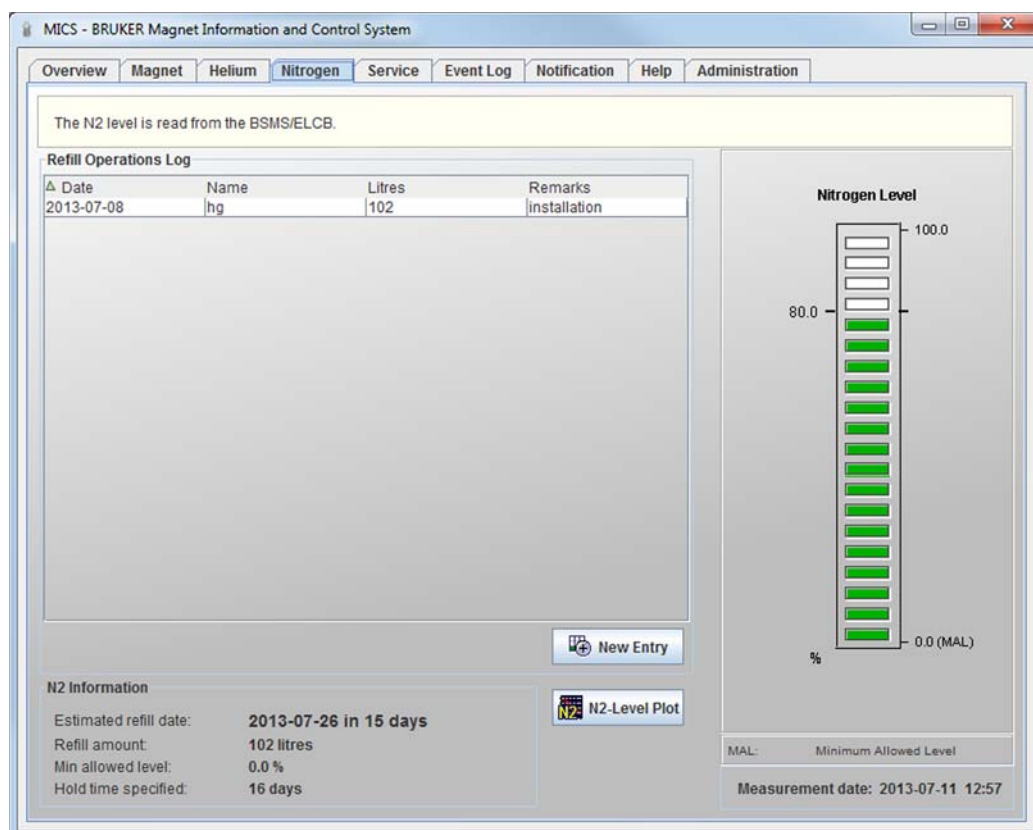 MICS - BRUKER Magnet Information and Control System
Overview Magnet Helium Nitrogen Service Event Log Notification Help Administration
The N2 level is read from the BSMS/ELCB.
Refill Operations Log
Date Name Litres Remarks
2013-07-08 hg 102 installation
New Entry
N2 Information
Estimated refill date: 2013-07-26 in 15 days
Refill amount: 102 litres
Min allowed level: 0.0 %
Hold time specified: 16 days
N2 N2-Level Plot
Nitrogen Level
100.0
80.0
0.0 (MAL)
%
MAL: Minimum Allowed Level
Measurement date: 2013-07-11 12:57